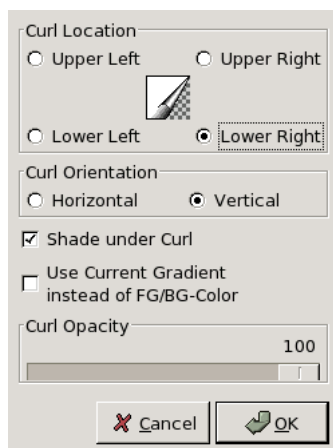 Curl Location
Upper Left Upper Right
Lower Left Lower Right
Curl Orientation
Horizontal Vertical
Shade under Curl
Use Current Gradient
instead of FG/BG-Color
Curl Opacity
100
Cancel OK